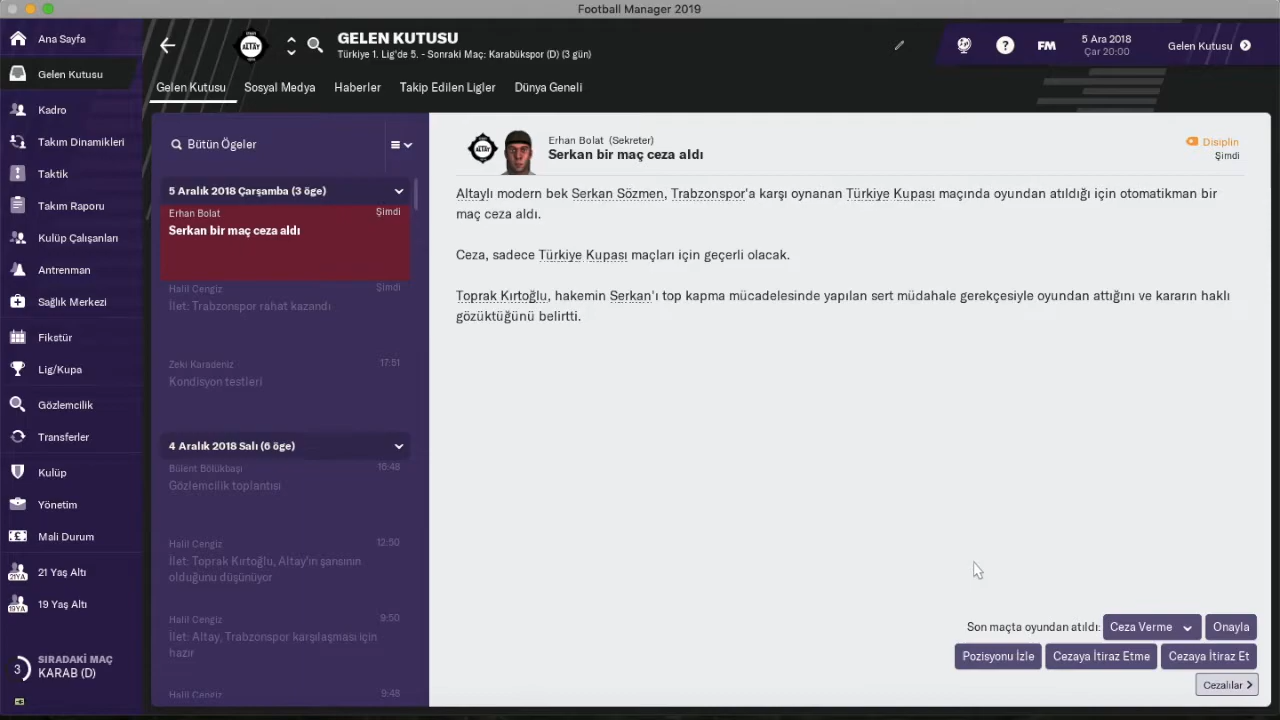 Football Manager 2019
Ana Sayfa
Gelen Kutusu
Kadro
Takım Dinamikleri
Taktik
Takım Raporu
Kulüp Çalışanları
Antrenman
Sağlık Merkezi
Fikstür
Lig/Kupa
Gözlemcilik
Transferler
Kulüp
Yönetim
Mali Durum
21YA
21 Yaş Altı
19YA
19 Yaş Altı
3
SIRADAKİ MAÇ
KARAB (D)
ALTAY
GELEN KUTUSU
Türkiye 1. Lig'de 5. - Sonraki Maç: Karabükspor (D) (3 gün)
?
FM
5 Ara 2018
Çar 20:00
Gelen Kutusu
Gelen Kutusu
Sosyal Medya
Haberler
Takip Edilen Ligler
Dünya Geneli
Bütün Ögeler
5 Aralık 2018 Çarşamba (3 öge)
Erhan Bolat
Şimdi
Serkan bir maç ceza aldı
Halil Cengiz
Şimdi
İlet: Trabzonspor rahat kazandı
Zeki Karadeniz
17:51
Kondisyon testleri
4 Aralık 2018 Salı (6 öge)
Bülent Bölükbaşı
16:48
Gözlemcilik toplantısı
Halil Cengiz
12:50
İlet: Toprak Kırtoğlu, Altay'ın şansının
olduğunu düşünüyor
Halil Cengiz
9:50
İlet: Altay, Trabzonspor karşılaşması için
hazır
Halil Cengiz
9:48
ALTAY
Erhan Bolat (Sekreter)
Serkan bir maç ceza aldı
Disiplin
Şimdi
Altaylı modern bek Serkan Sözmen, Trabzonspor'a karşı oynanan Türkiye Kupası maçında oyundan atıldığı için otomatikman bir
maç ceza aldı.
Ceza, sadece Türkiye Kupası maçları için geçerli olacak.
Toprak Kırtoğlu, hakemin Serkan'ı top kapma mücadelesinde yapılan sert müdahale gerekçesiyle oyundan attığını ve kararın haklı
gözüktüğünü belirtti.
Son maçta oyundan atıldı:
Ceza Verme
Onayla
Pozisyonu İzle
Cezaya İtiraz Etme
Cezaya İtiraz Et
Cezalılar